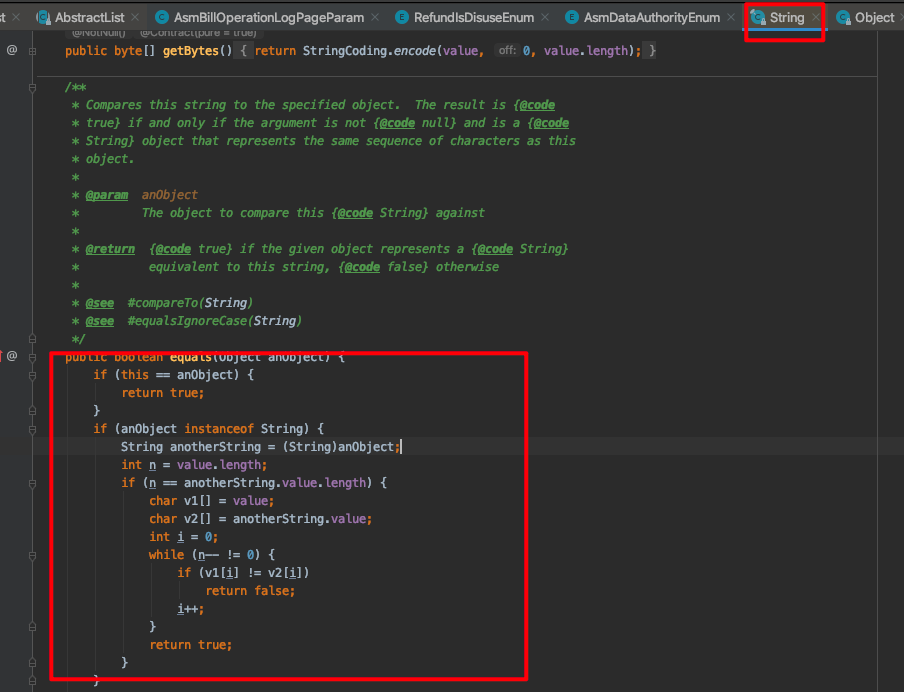 t AbstractList AsmBillOperationLogPageParam RefundIsDisuseEnum AsmDataAuthorityEnum String Object
@NotNull() @Contract(pure = true)
@ public byte[] getBytes() { return StringCoding.encode(value, off: 0, value.length); }
/**
* Compares this string to the specified object.  The result is {@code
* true} if and only if the argument is not {@code null} and is a {@code
* String} object that represents the same sequence of characters as this
* object.
*
* @param  anObject
*         The object to compare this {@code String} against
*
* @return  {@code true} if the given object represents a {@code String}
*          equivalent to this string, {@code false} otherwise
*
* @see  #compareTo(String)
* @see  #equalsIgnoreCase(String)
*/
@ public boolean equals(Object anObject) {
if (this == anObject) {
return true;
}
if (anObject instanceof String) {
String anotherString = (String)anObject;
int n = value.length;
if (n == anotherString.value.length) {
char v1[] = value;
char v2[] = anotherString.value;
int i = 0;
while (n-- != 0) {
if (v1[i] != v2[i])
return false;
i++;
}
return true;
}
}